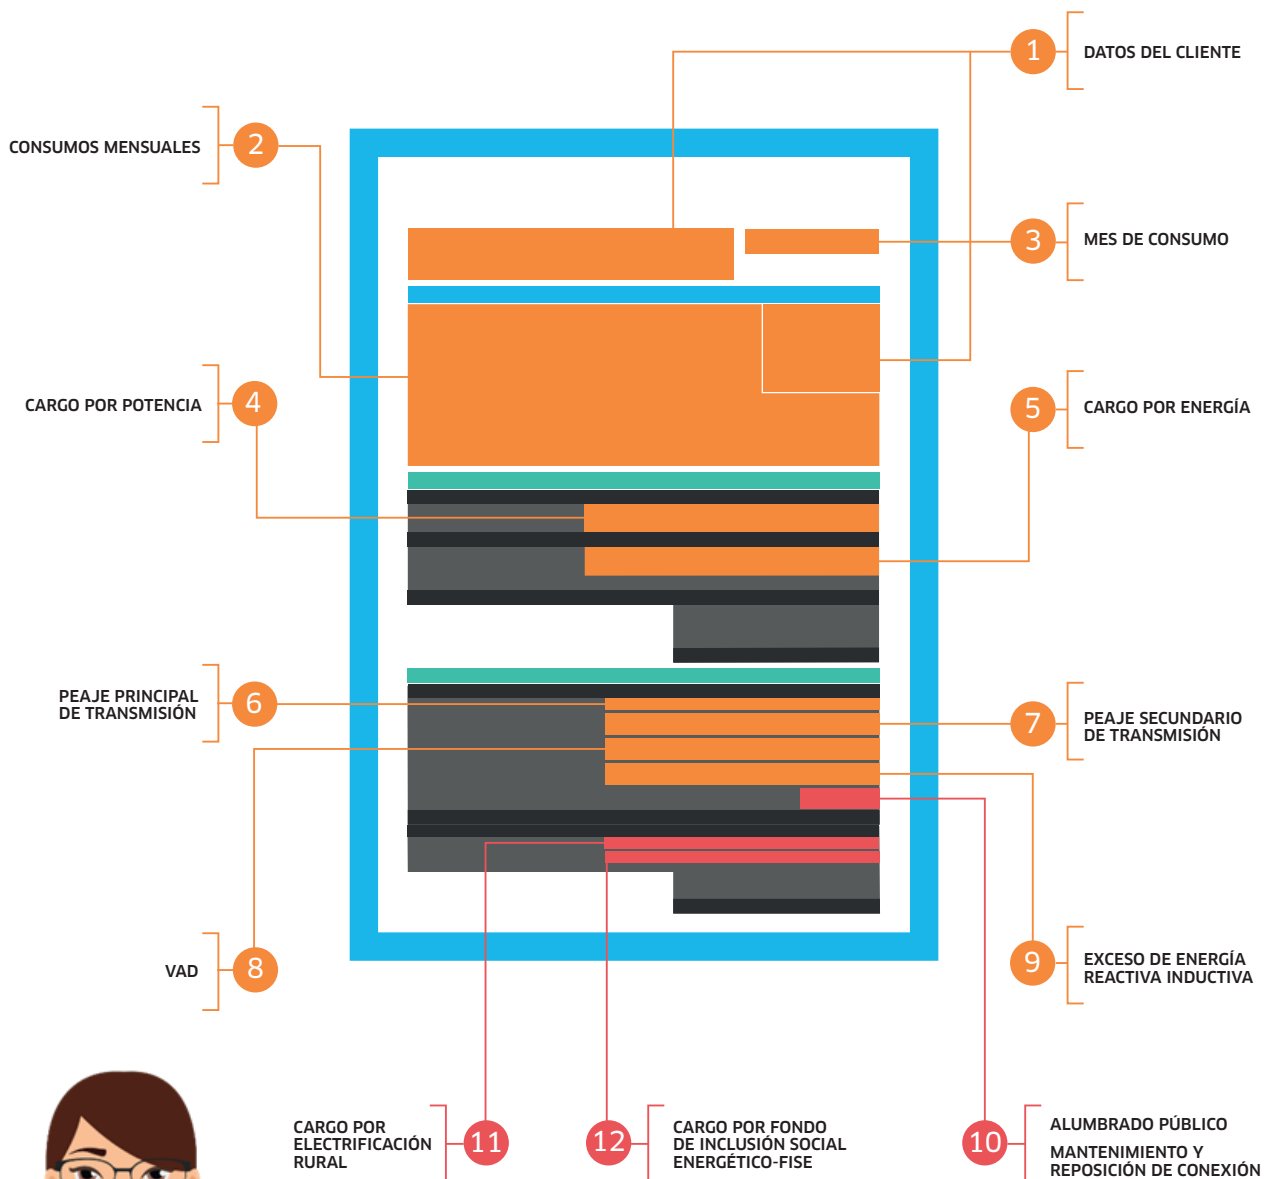 1
DATOS DEL CLIENTE
2
CONSUMOS MENSUALES
3
MES DE CONSUMO
4
CARGO POR POTENCIA
5
CARGO POR ENERGÍA
6
PEAJE PRINCIPAL
DE TRANSMISIÓN
7
PEAJE SECUNDARIO
DE TRANSMISIÓN
8
VAD
9
EXCESO DE ENERGÍA
REACTIVA INDUCTIVA
11
CARGO POR
ELECTRIFICACIÓN
RURAL
12
CARGO POR FONDO
DE INCLUSIÓN SOCIAL
ENERGÉTICO-FISE
10
ALUMBRADO PÚBLICO
MANTENIMIENTO Y
REPOSICIÓN DE CONEXIÓN